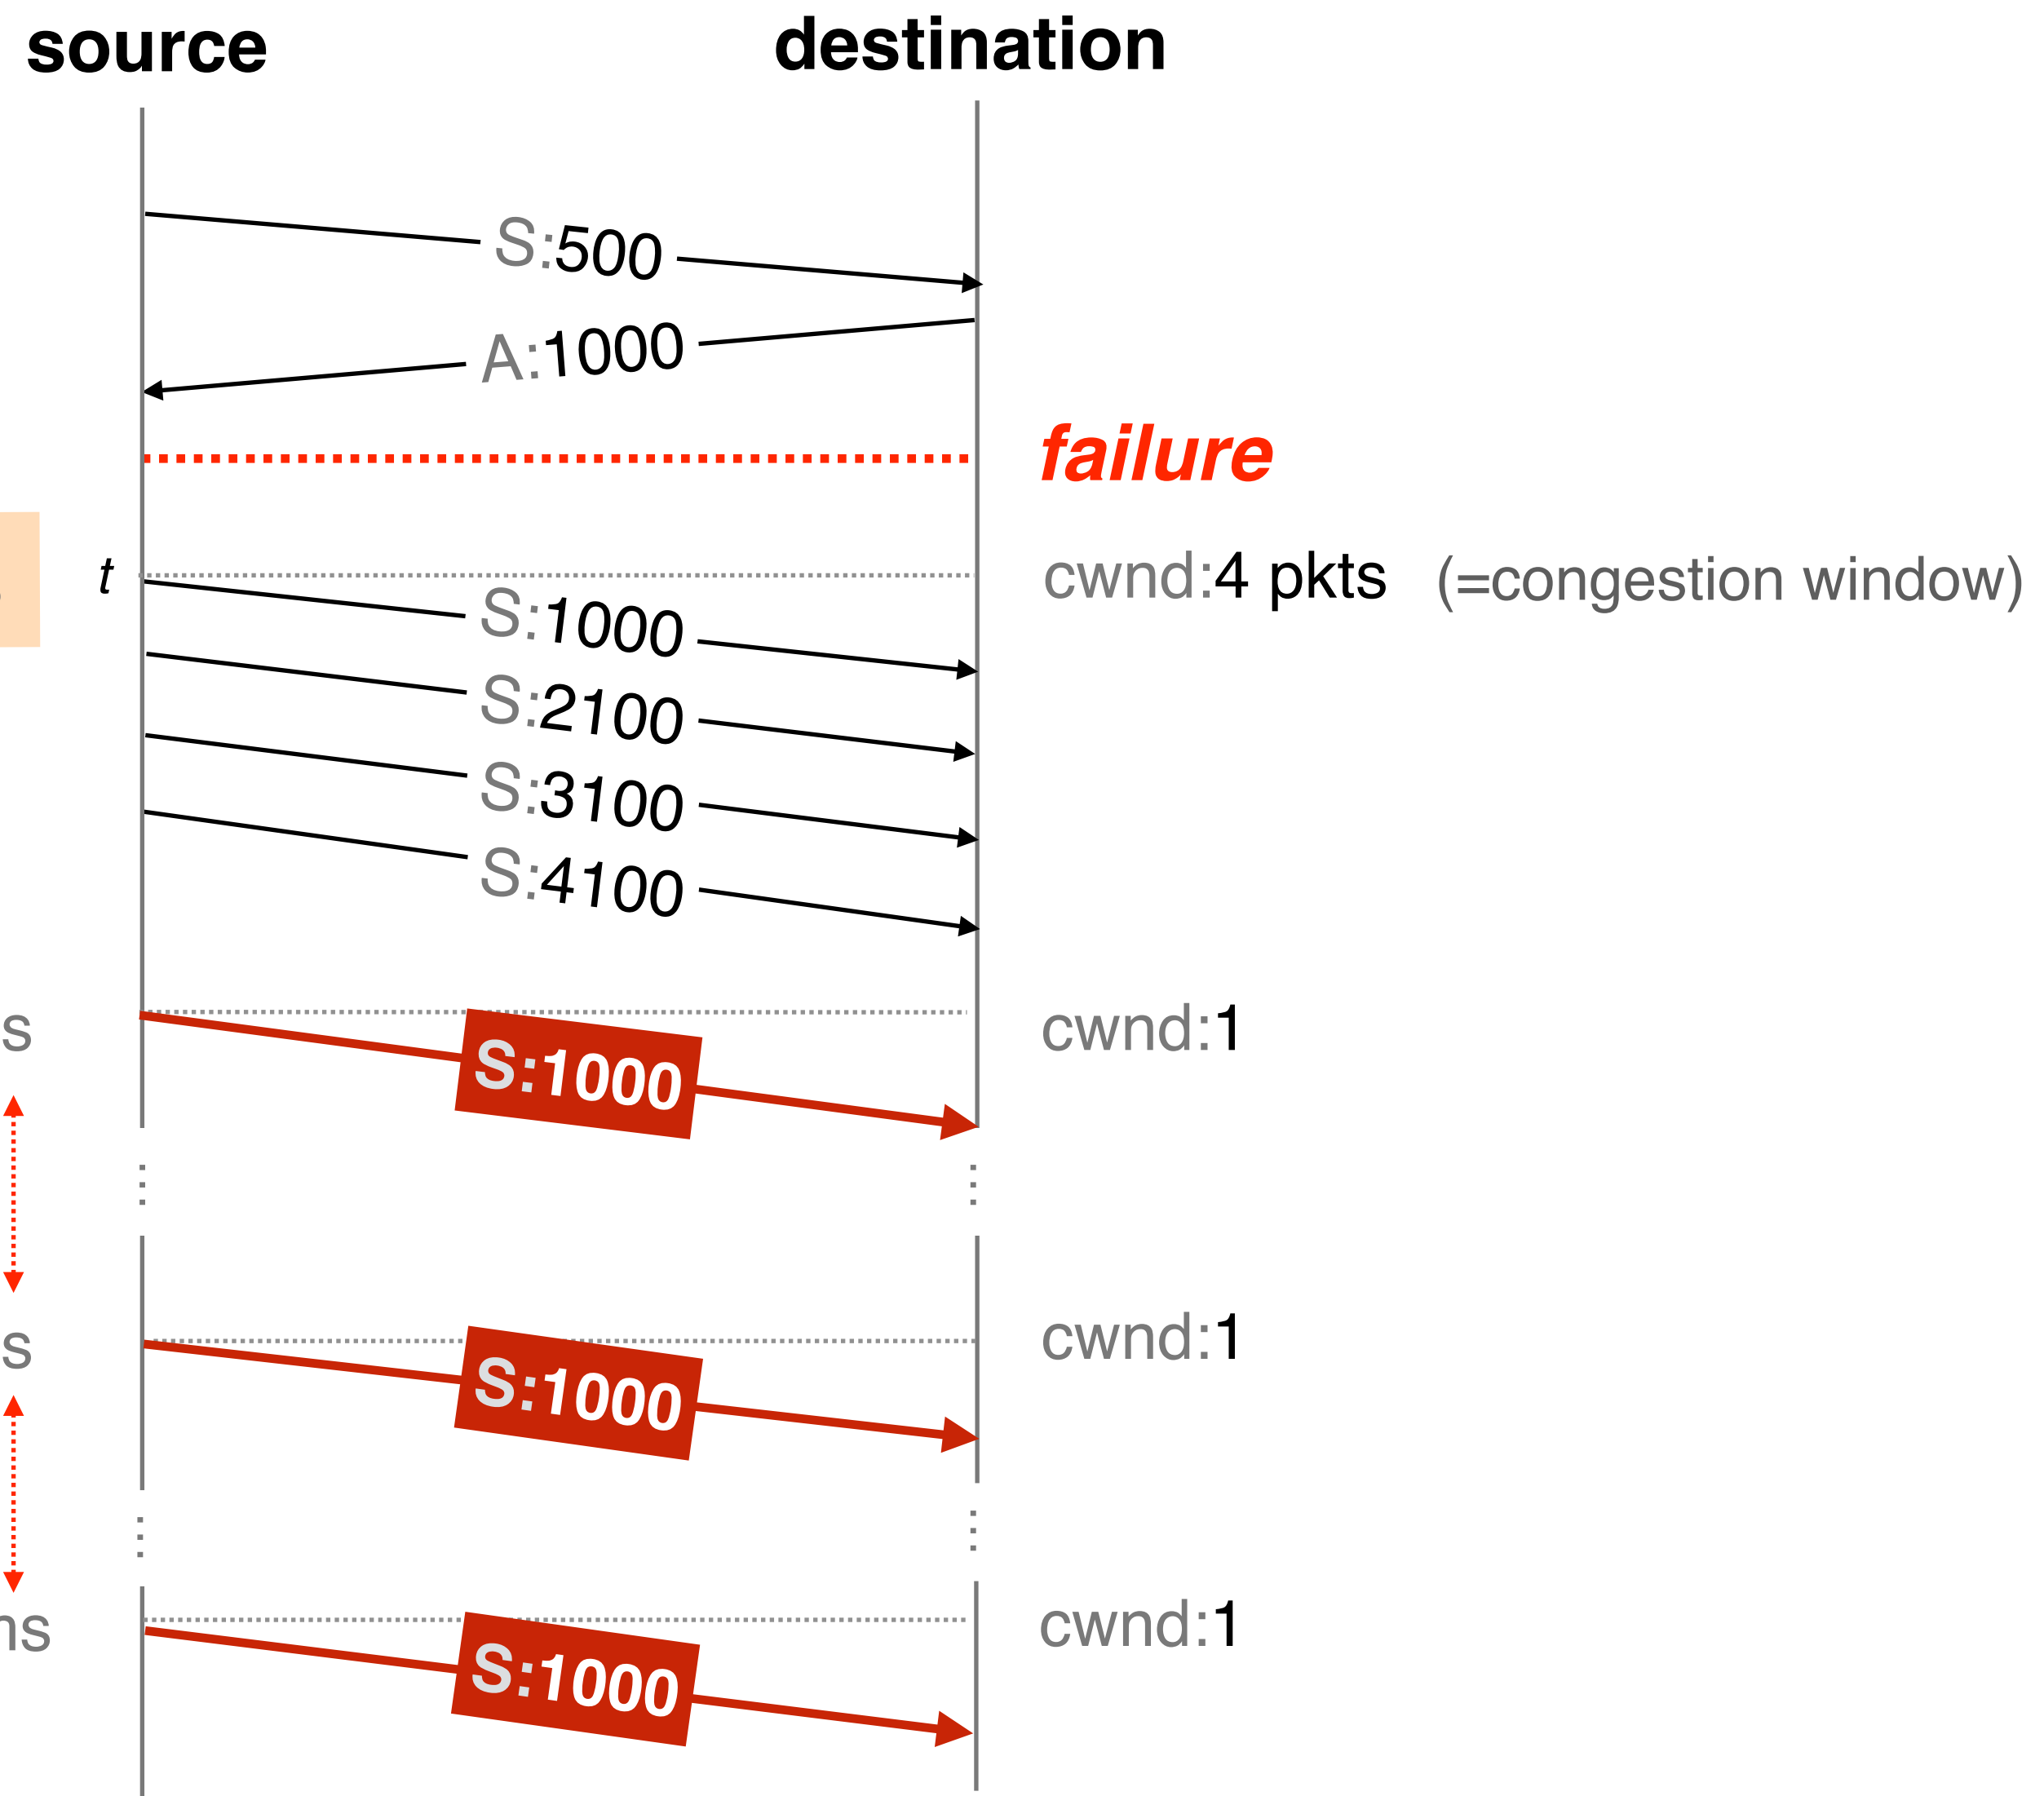 source destination
S:500
A:1000
failure
t cwnd:4 pkts (=congestion window)
S:1000
S:2100
S:3100
S:4100
s cwnd:1
S:1000
s cwnd:1
S:1000
ns cwnd:1
S:1000